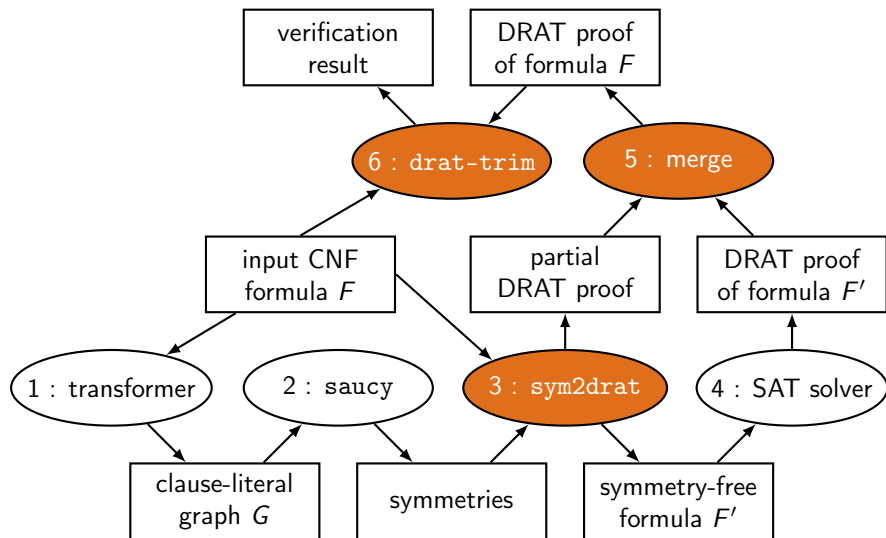 verification
result
DRAT proof
of formula F
6 : drat-trim
5 : merge
input CNF
formula F
partial
DRAT proof
DRAT proof
of formula F′
1 : transformer
2 : saucy
3 : sym2drat
4 : SAT solver
clause-literal
graph G
symmetries
symmetry-free
formula F′